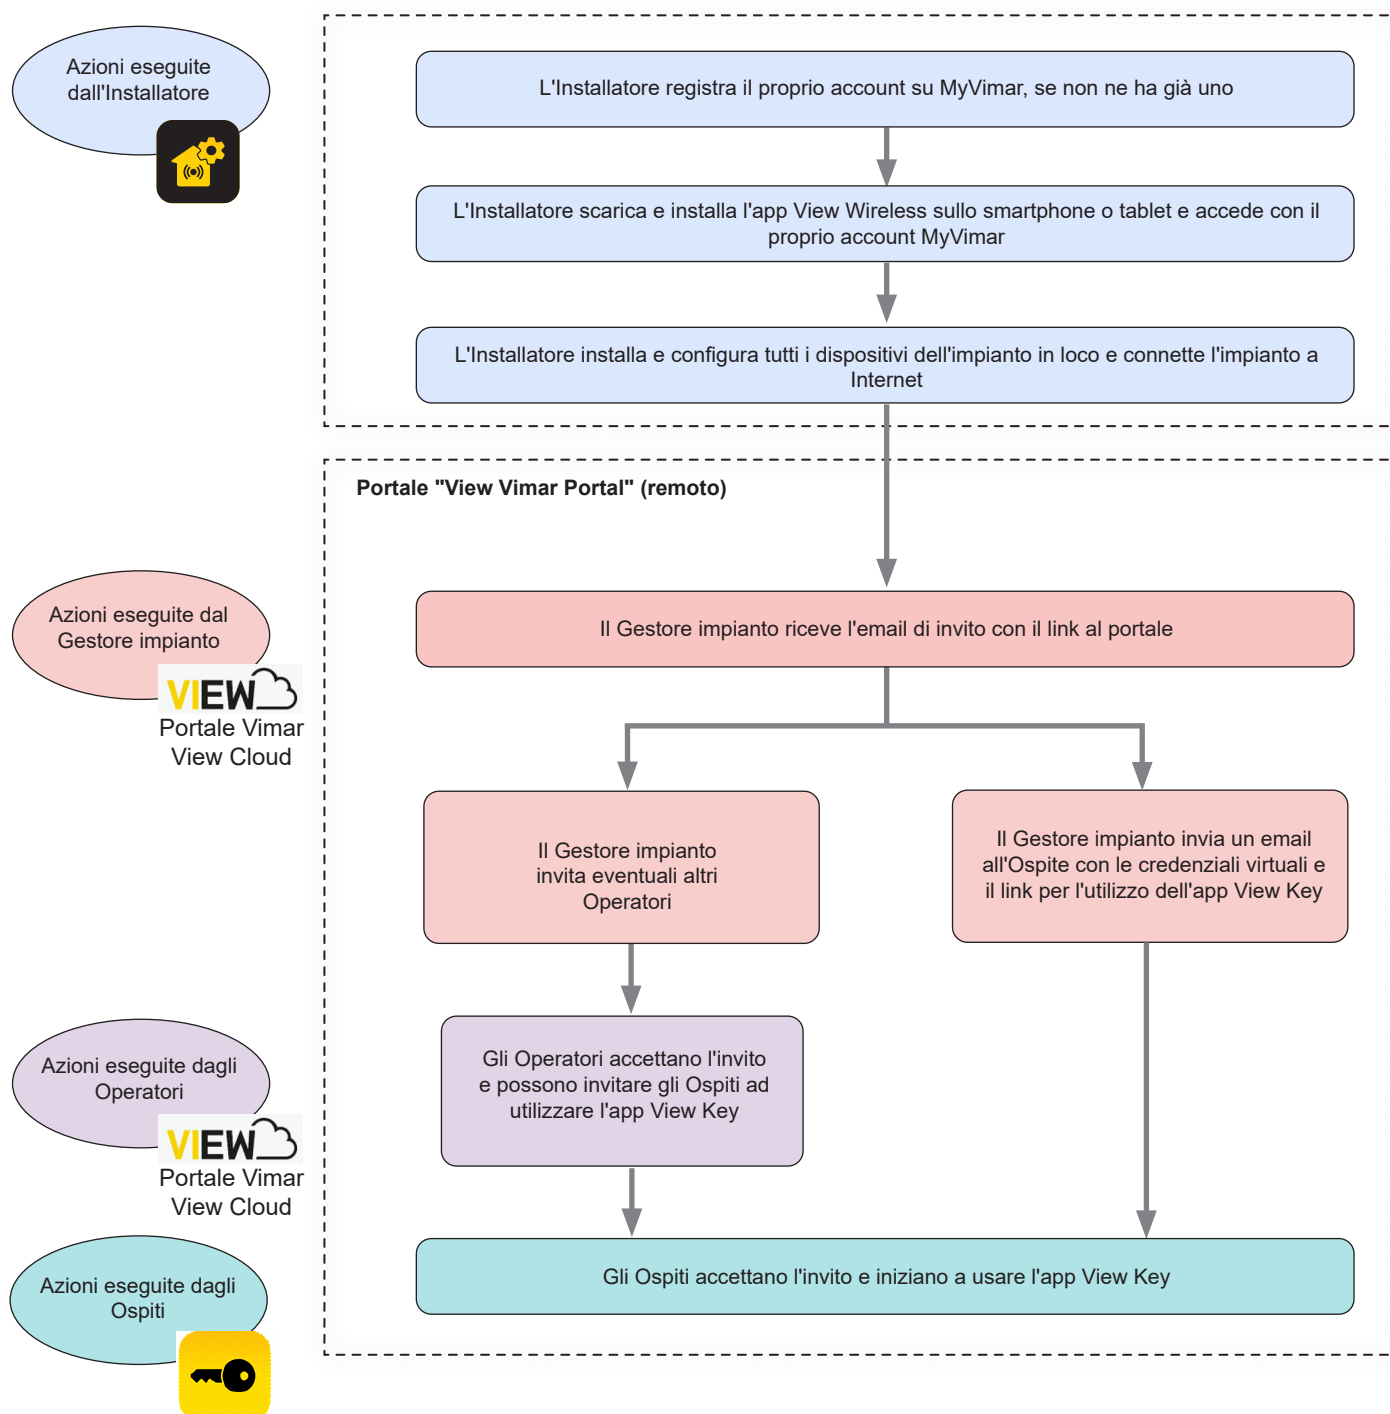 Azioni eseguite
dall'Installatore
L'Installatore registra il proprio account su MyVimar, se non ne ha già uno
L'Installatore scarica e installa l'app View Wireless sullo smartphone o tablet e accede con il
proprio account MyVimar
L'Installatore installa e configura tutti i dispositivi dell'impianto in loco e connette l'impianto a
Internet
Portale "View Vimar Portal" (remoto)
Azioni eseguite dal
Gestore impianto
VIEW
Portale Vimar
View Cloud
Il Gestore impianto riceve l'email di invito con il link al portale
Il Gestore impianto
invita eventuali altri
Operatori
Il Gestore impianto invia un email
all'Ospite con le credenziali virtuali e
il link per l'utilizzo dell'app View Key
Azioni eseguite dagli
Operatori
VIEW
Portale Vimar
View Cloud
Gli Operatori accettano l'invito
e possono invitare gli Ospiti ad
utilizzare l'app View Key
Azioni eseguite dagli
Ospiti
Gli Ospiti accettano l'invito e iniziano a usare l'app View Key